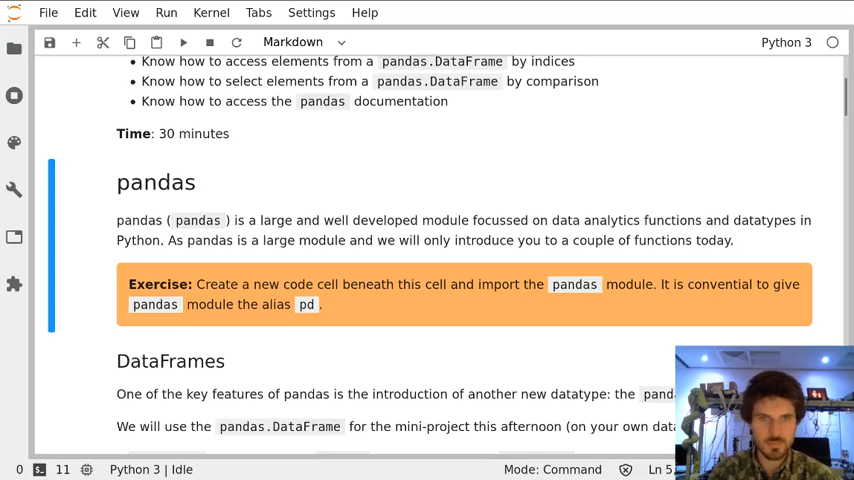 File Edit View Run Kernel Tabs Settings Help
Markdown Python 3
• Know how to access elements from a pandas.DataFrame by indices
• Know how to select elements from a pandas.DataFrame by comparison
• Know how to access the pandas documentation
Time: 30 minutes
pandas
pandas ( pandas ) is a large and well developed module focussed on data analytics functions and datatypes in
Python. As pandas is a large module and we will only introduce you to a couple of functions today.
Exercise: Create a new code cell beneath this cell and import the pandas module. It is convential to give
pandas module the alias pd.
DataFrames
One of the key features of pandas is the introduction of another new datatype: the
We will use the pandas.DataFrame for the mini-project this afternoon (on your own
0 11 Python 3 | Idle Mode: Command